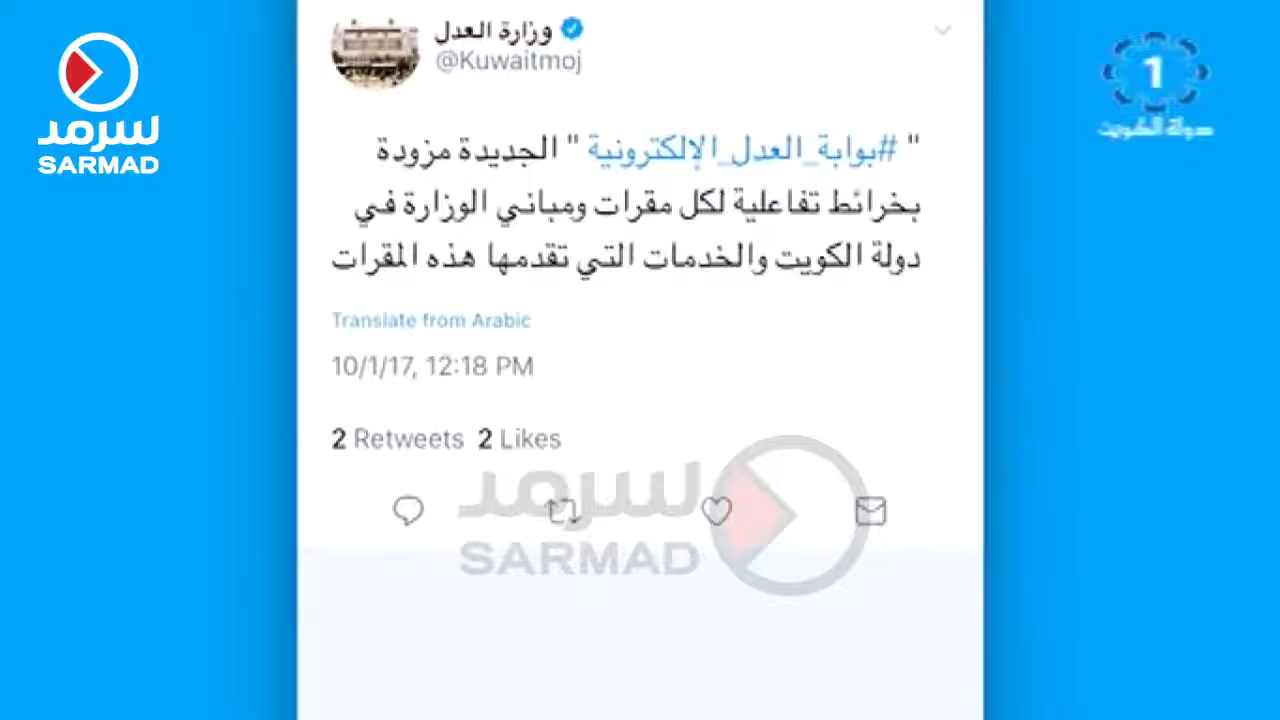 سرمد
SARMAD
1
دولة الكويت
وزارة العدل
@Kuwaitmoj
" #بوابة_العدل_الإلكترونية " الجديدة مزودة
بخرائط تفاعلية لكل مقرات ومباني الوزارة في
دولة الكويت والخدمات التي تقدمها هذه المقرات
Translate from Arabic
10/1/17, 12:18 PM
2 Retweets 2 Likes
سرمد
SARMAD